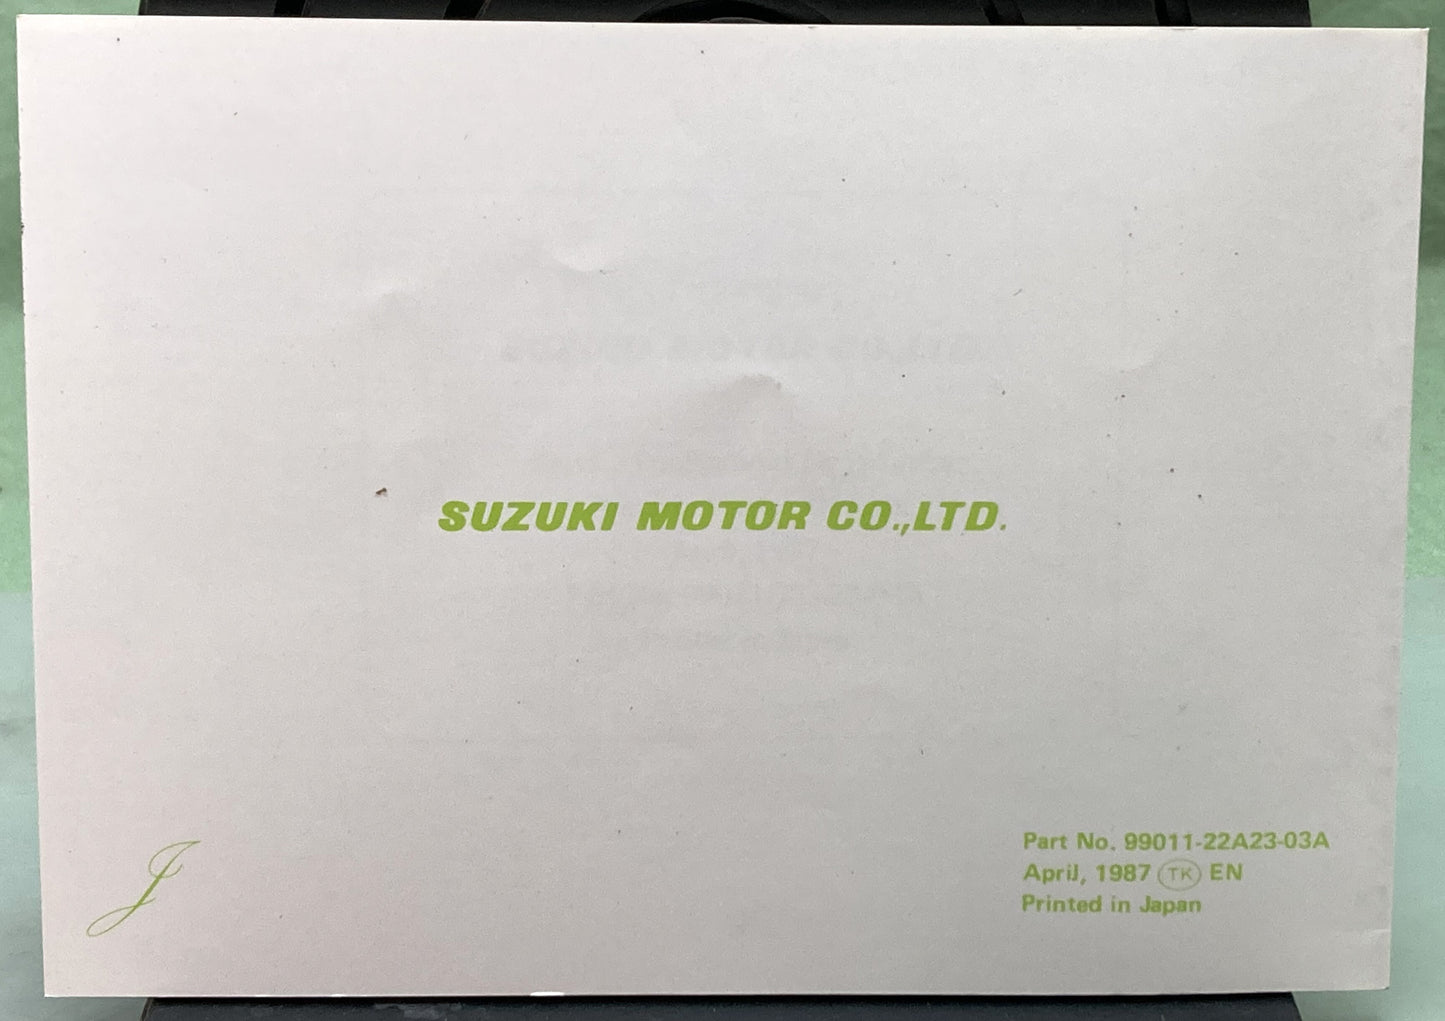 SUZUKI MOTOR CO.,LTD.
J
Part No. 99011-22A23-03A
April, 1987 TK EN
Printed in Japan